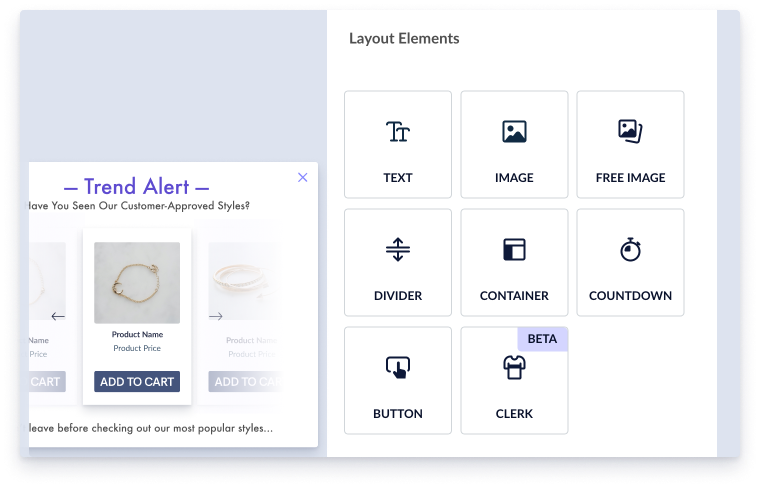 Layout Elements
TEXT
IMAGE
FREE IMAGE
DIVIDER
CONTAINER
COUNTDOWN
BUTTON
BETA
CLERK
— Trend Alert —
Have You Seen Our Customer-Approved Styles?
Name
Price
CART
Product Name
Product Price
ADD TO CART
Product Name
Product Price
ADD TO CART
leave before checking out our most popular styles...